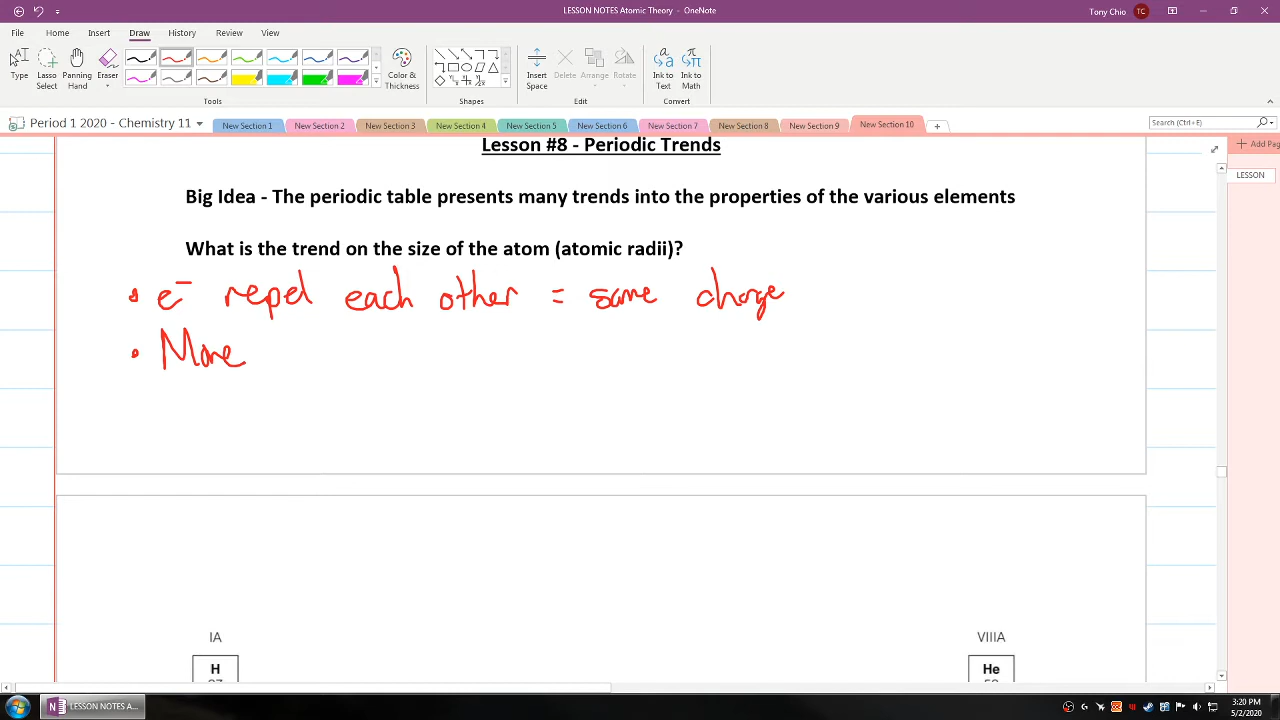 LESSON NOTES Atomic Theory - OneNote
Tony Chio TC
File Home Insert Draw History Review View
Type
Lasso Select
Panning Hand
Eraser
Color & Thickness
Insert Space
Delete
Arrange
Rotate
Ink to Text
Ink to Math
Tools Shapes Edit Convert
Period 1 2020 - Chemistry 11
New Section 1 New Section 2 New Section 3 New Section 4 New Section 5 New Section 6 New Section 7 New Section 8 New Section 9 New Section 10
Search (Ctrl+E)
Add Pag
LESSON
Lesson #8 - Periodic Trends
Big Idea - The periodic table presents many trends into the properties of the various elements
What is the trend on the size of the atom (atomic radii)?
• e⁻ repel each other = same charge
• More
IA VIIIA
H He
LESSON NOTES A...
3:20 PM
5/2/2020